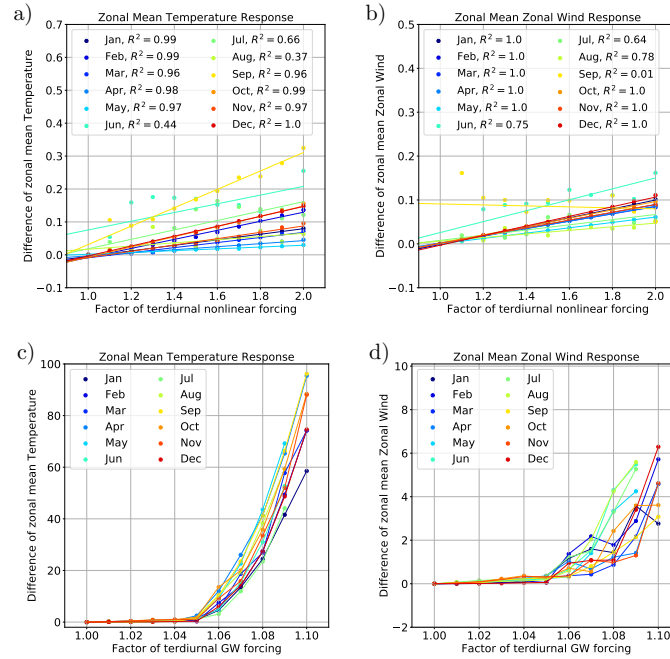 a)
Zonal Mean Temperature Response
Jan, R² = 0.99
Feb, R² = 0.99
Mar, R² = 0.96
Apr, R² = 0.98
May, R² = 0.97
Jun, R² = 0.44
Jul, R² = 0.66
Aug, R² = 0.37
Sep, R² = 0.96
Oct, R² = 0.99
Nov, R² = 0.97
Dec, R² = 1.0
Difference of zonal mean Temperature
0.7
0.6
0.5
0.4
0.3
0.2
0.1
0.0
−0.1
1.0 1.2 1.4 1.6 1.8 2.0
Factor of terdiurnal nonlinear forcing
b)
Zonal Mean Zonal Wind Response
Jan, R² = 1.0
Feb, R² = 1.0
Mar, R² = 1.0
Apr, R² = 1.0
May, R² = 1.0
Jun, R² = 0.75
Jul, R² = 0.64
Aug, R² = 0.78
Sep, R² = 0.01
Oct, R² = 1.0
Nov, R² = 1.0
Dec, R² = 1.0
Difference of zonal mean Zonal Wind
0.5
0.4
0.3
0.2
0.1
0.0
−0.1
1.0 1.2 1.4 1.6 1.8 2.0
Factor of terdiurnal nonlinear forcing
c)
Zonal Mean Temperature Response
Jan
Feb
Mar
Apr
May
Jun
Jul
Aug
Sep
Oct
Nov
Dec
Difference of zonal mean Temperature
100
80
60
40
20
0
1.00 1.02 1.04 1.06 1.08 1.10
Factor of terdiurnal GW forcing
d)
Zonal Mean Zonal Wind Response
Jan
Feb
Mar
Apr
May
Jun
Jul
Aug
Sep
Oct
Nov
Dec
Difference of zonal mean Zonal Wind
10
8
6
4
2
0
−2
1.00 1.02 1.04 1.06 1.08 1.10
Factor of terdiurnal GW forcing